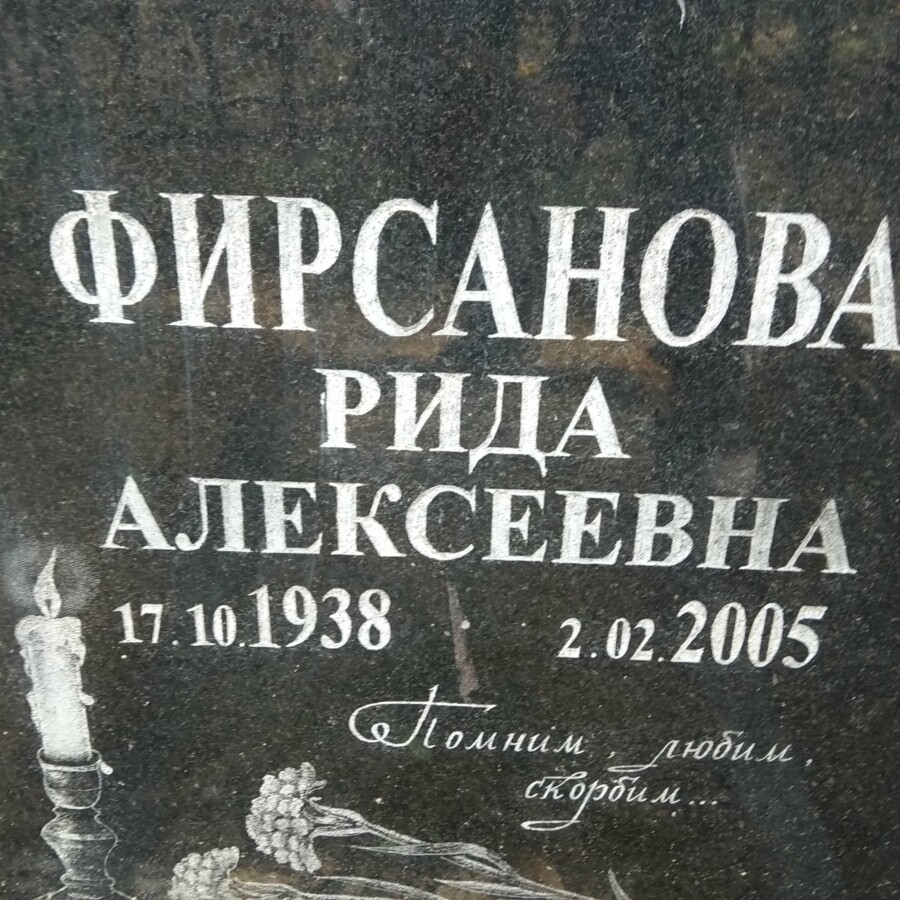 ФИРСАНОВА
РИДА
АЛЕКСЕЕВНА
17.10.1938 2.02.2005
Помним, любим,
скорбим...